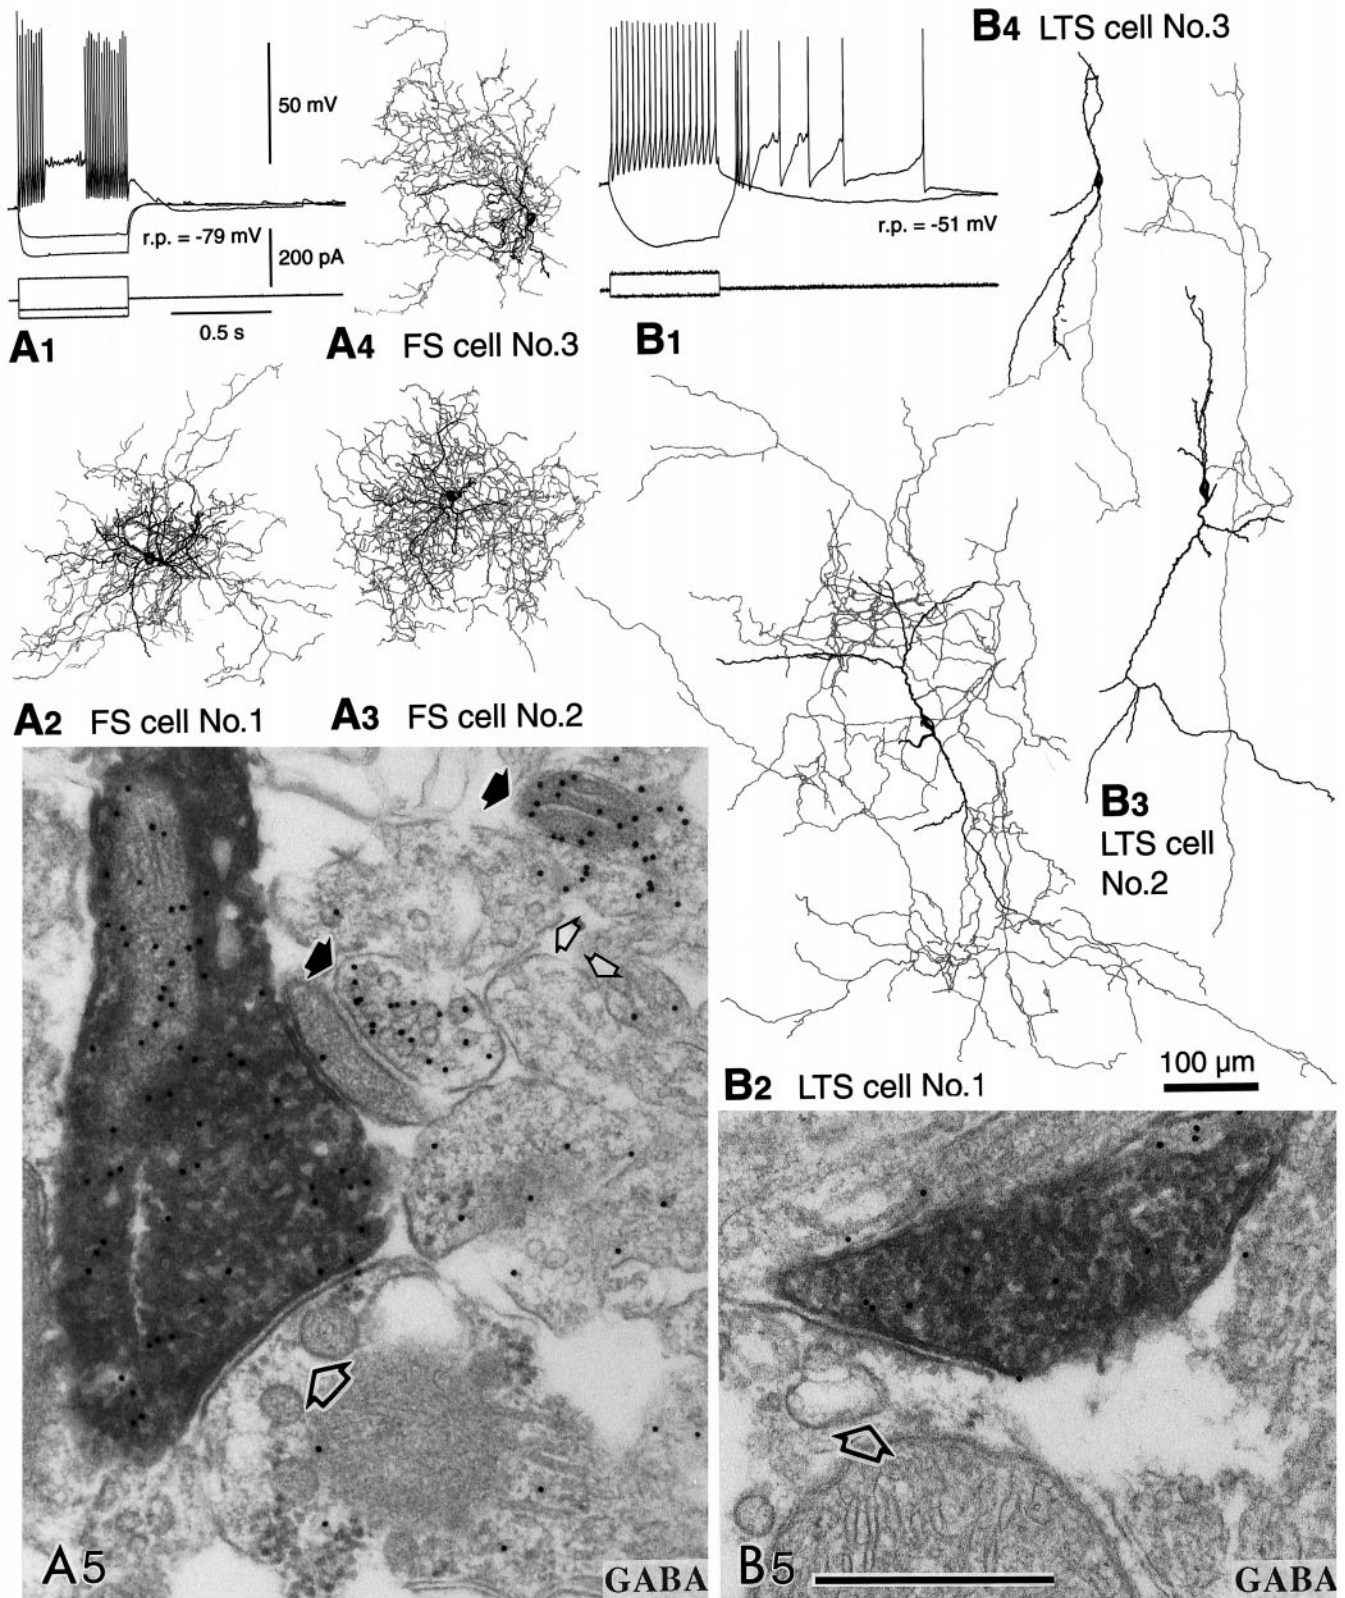 B4 LTS cell No.3
50 mV
r.p. = -79 mV
200 pA
0.5 s
r.p. = -51 mV
A1
A4 FS cell No.3
B1
A2 FS cell No.1
A3 FS cell No.2
B3
LTS cell
No.2
100 µm
B2 LTS cell No.1
A5
GABA
B5
GABA